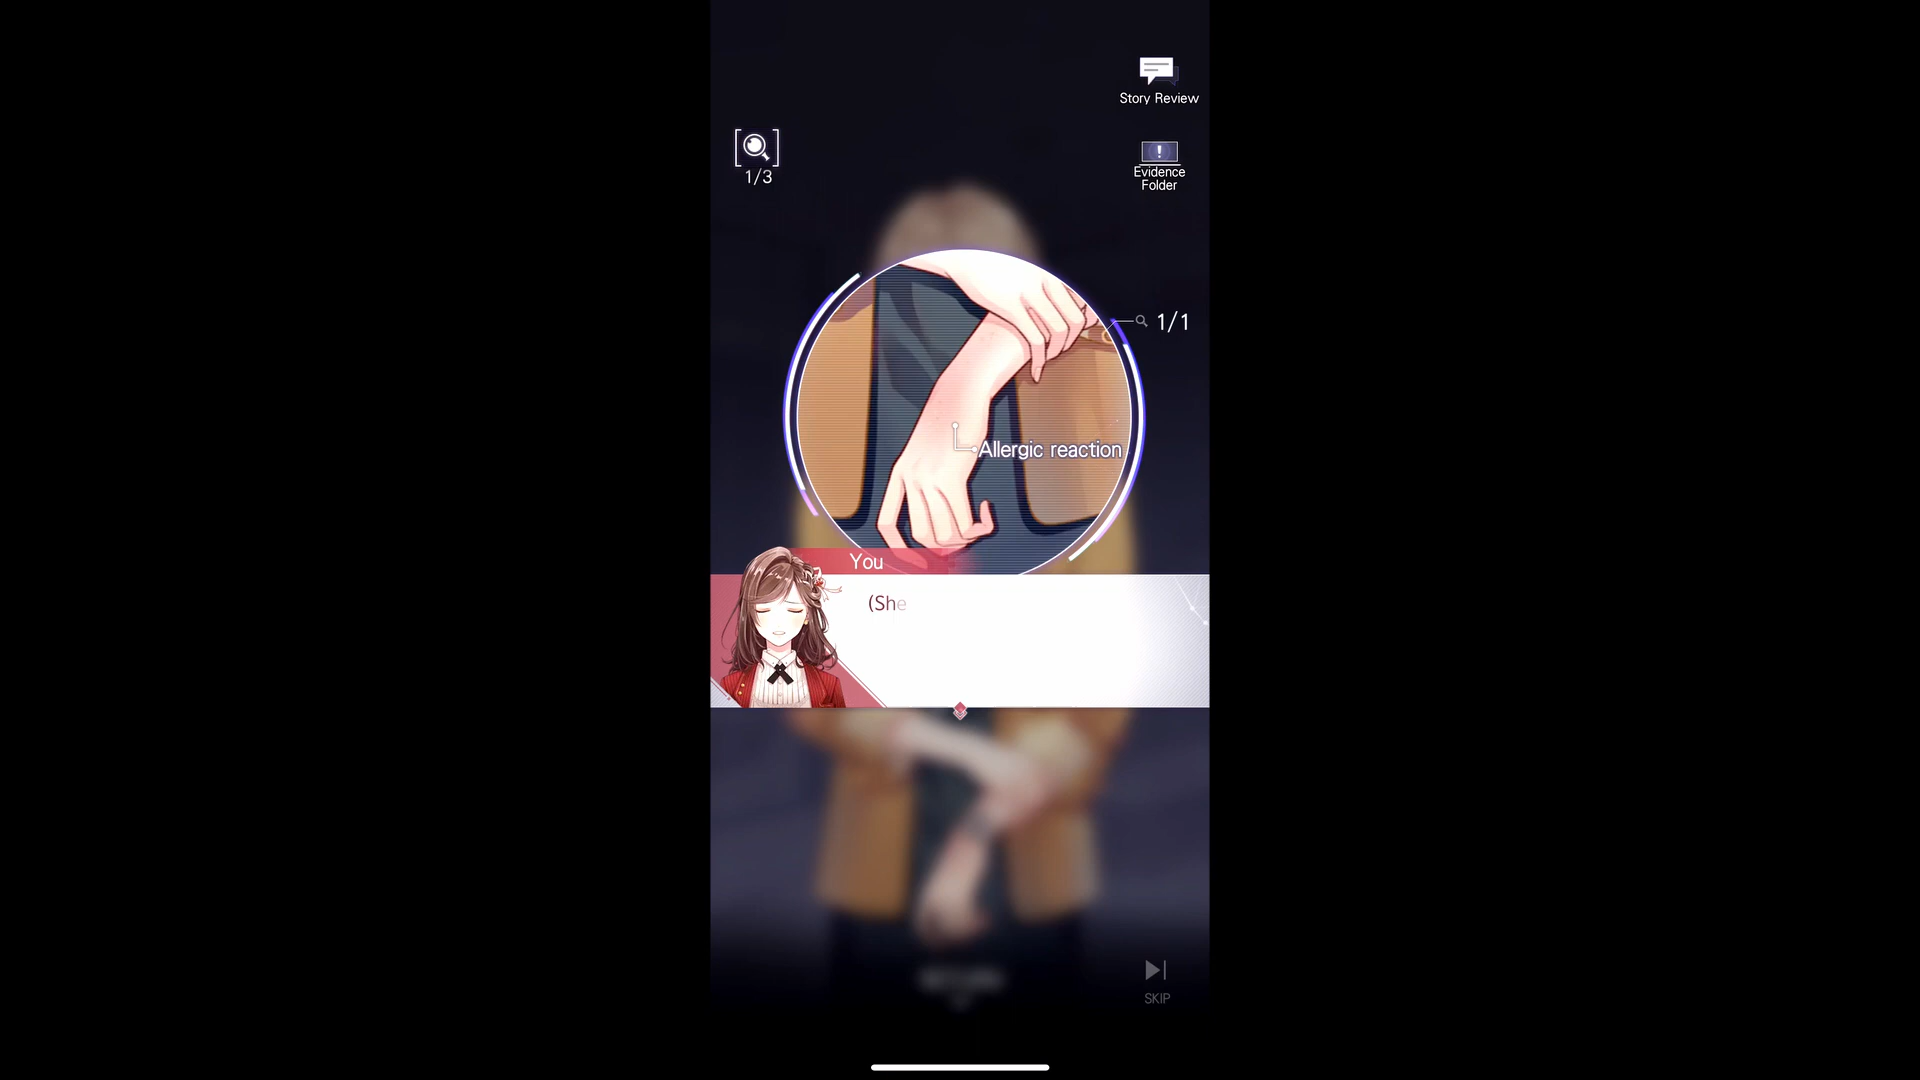 Story Review
1/3
Evidence
Folder
1/1
Allergic reaction
You
(She
SKIP